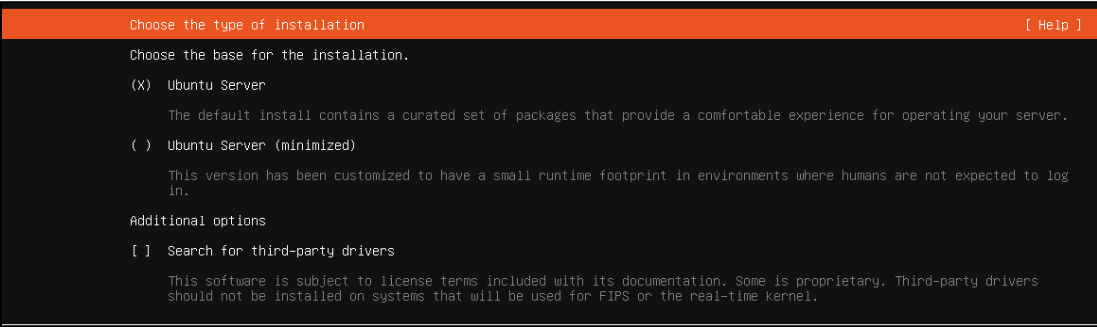 Choose the type of installation [ Help ]
Choose the base for the installation.
(X) Ubuntu Server
The default install contains a curated set of packages that provide a comfortable experience for operating your server.
( ) Ubuntu Server (minimized)
This version has been customized to have a small runtime footprint in environments where humans are not expected to log
in.
Additional options
[ ] Search for third-party drivers
This software is subject to license terms included with its documentation. Some is proprietary. Third-party drivers
should not be installed on systems that will be used for FIPS or the real-time kernel.